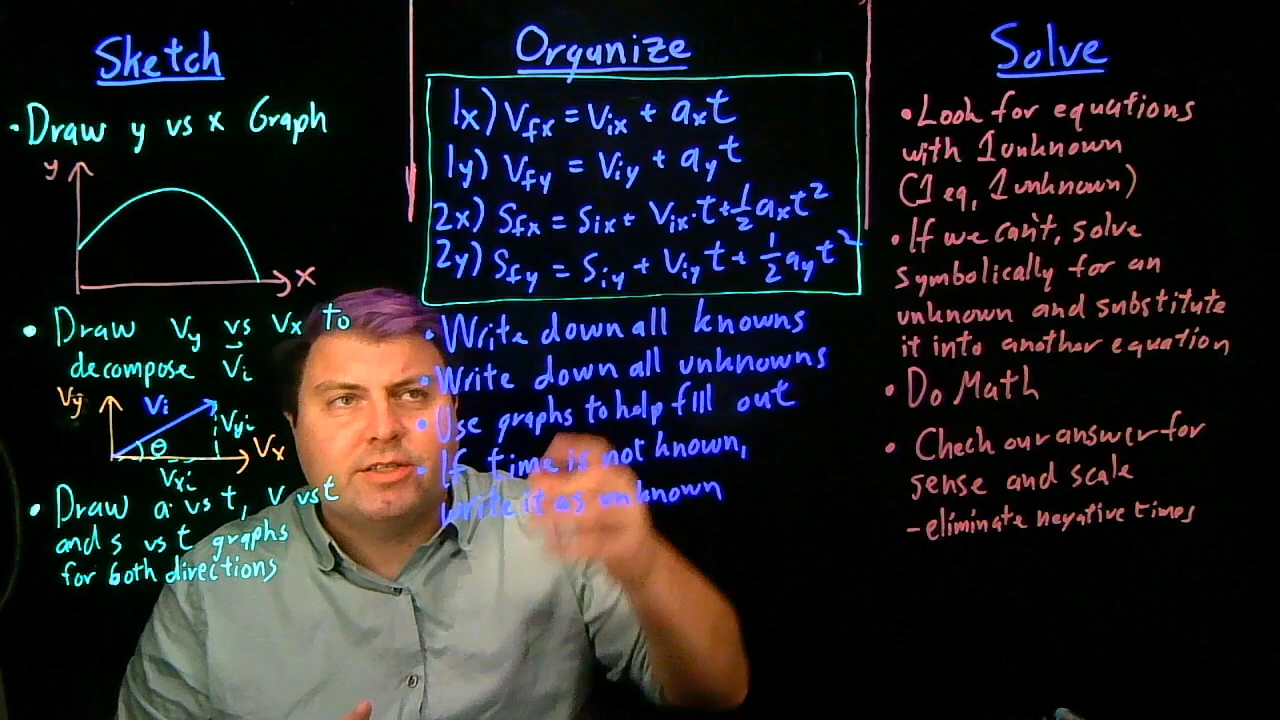 Sketch
• Draw y vs x Graph
y
x
• Draw Vy vs Vx to
decompose Vi
Vy
Vi
Vyi
θ
Vx
Vxi
• Draw a vs t, v vs t
and s vs t graphs
for both directions
Organize
1x) Vfx = Vix + axt
1y) Vfy = Viy + ayt
2x) Sfx = Six + Vix·t + 1/2 axt²
2y) Sfy = Siy + Viyt + 1/2 ayt²
• Write down all knowns
• Write down all unknowns
• Use graphs to help fill out
• If time is not known,
write it as unknown
Solve
• Look for equations
with 1 unknown
(1 eq, 1 unknown)
• If we can't, solve
symbolically for an
unknown and substitute
it into another equation
• Do Math
• Check our answer for
sense and scale
- eliminate negative times